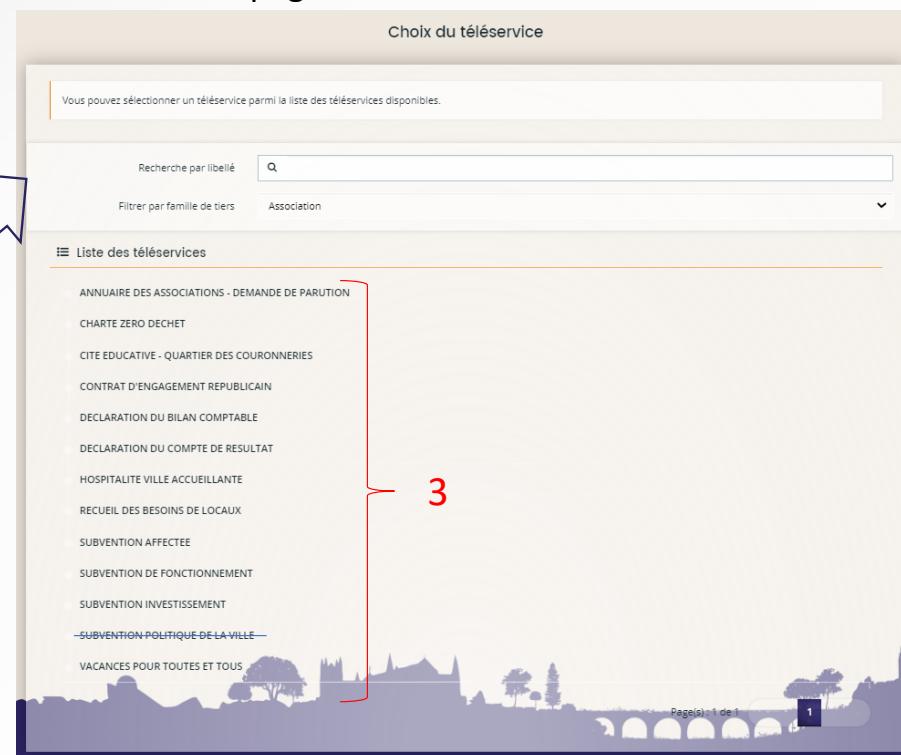 Choix du téléservice
Vous pouvez sélectionner un téléservice parmi la liste des téléservices disponibles.
Recherche par libellé
Filtrer par famille de tiers Association
Liste des téléservices
ANNUAIRE DES ASSOCIATIONS - DEMANDE DE PARUTION
CHARTE ZERO DECHET
CITE EDUCATIVE - QUARTIER DES COURONNERIES
CONTRAT D'ENGAGEMENT REPUBLICAIN
DECLARATION DU BILAN COMPTABLE
DECLARATION DU COMPTE DE RESULTAT
HOSPITALITE VILLE ACCUEILLANTE
3
RECUEIL DES BESOINS DE LOCAUX
SUBVENTION AFFECTEE
SUBVENTION DE FONCTIONNEMENT
SUBVENTION INVESTISSEMENT
SUBVENTION POLITIQUE DE LA VILLE
VACANCES POUR TOUTES ET TOUS
Page(s) : 1 de 1 1